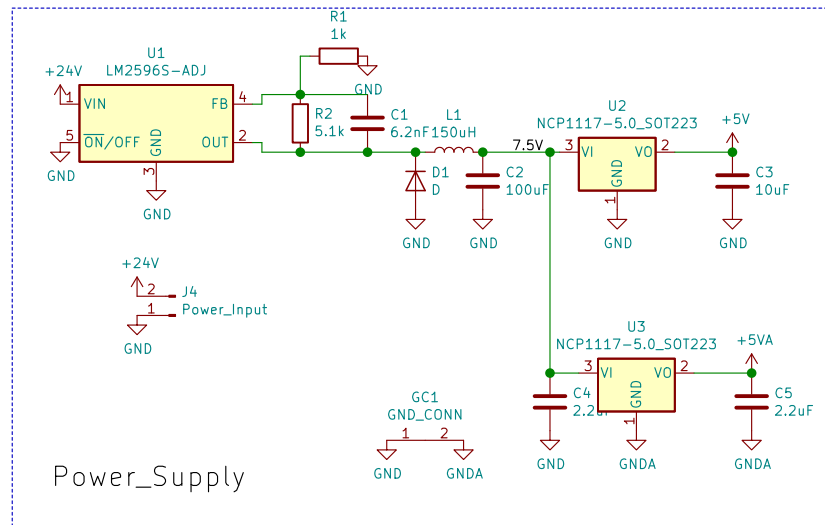 R1
1k
U1
LM2596S-ADJ
+24V
GND
1 VIN
FB 4
5 ON/OFF
GND
OUT 2
3
GND
GND
R2
5.1k
C1
6.2nF
L1
150uH
D1
D
GND
C2
100uF
GND
7.5V
U2
NCP1117-5.0_SOT223
3 VI
VO 2
GND
1
GND
+5V
C3
10uF
GND
+24V
2
1
J4
Power_Input
GND
U3
NCP1117-5.0_SOT223
3 VI
VO 2
GND
1
GNDA
+5VA
C4
2.2uF
GND
C5
2.2uF
GNDA
GC1
GND_CONN
1 2
GND
GNDA
Power_Supply